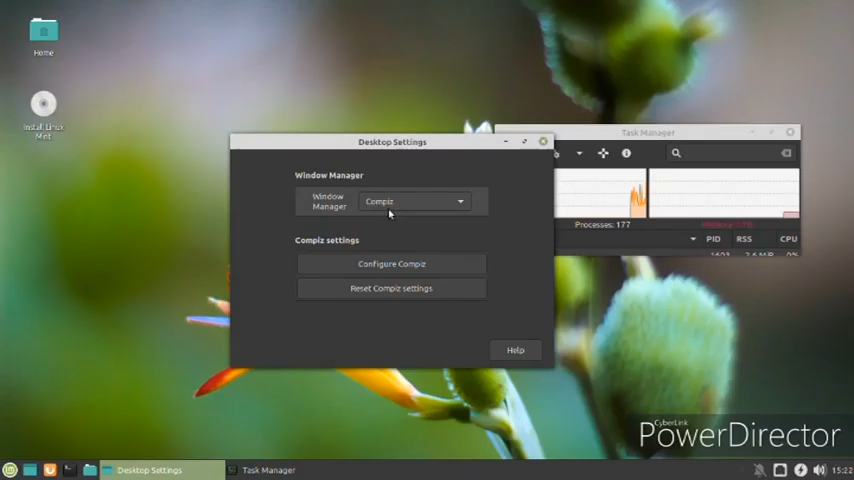 Home
Install Linux
Mint
Desktop Settings
Window Manager
Window
Manager
Compiz
Compiz settings
Configure Compiz
Reset Compiz settings
Help
Task Manager
Processes: 177
PID
RSS
CPU
CyberLink
PowerDirector
Desktop Settings
Task Manager
15:22